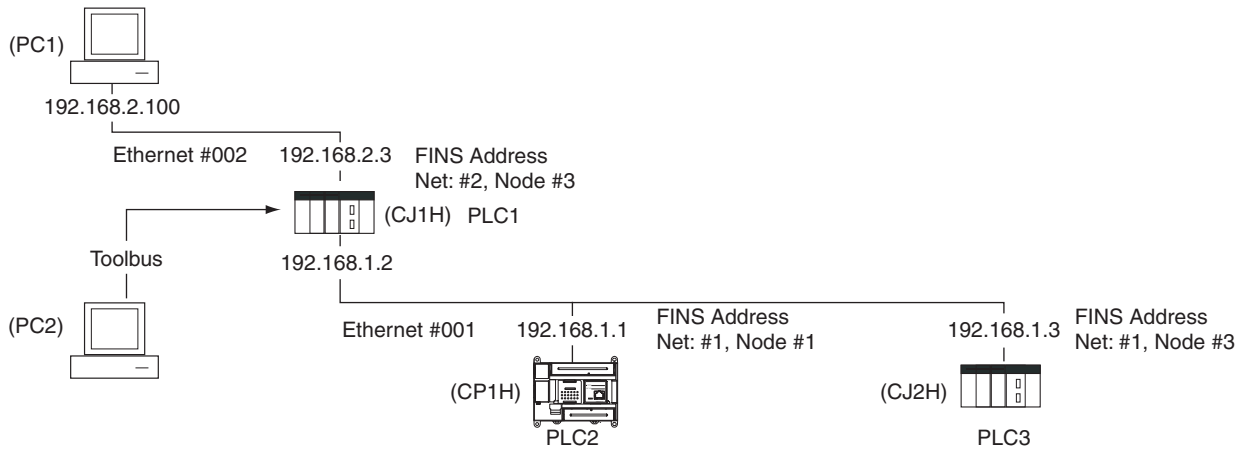 (PC1)
192.168.2.100
Ethernet #002
192.168.2.3
FINS Address
Net: #2, Node #3
(CJ1H) PLC1
Toolbus
192.168.1.2
(PC2)
Ethernet #001
192.168.1.1
FINS Address
Net: #1, Node #1
192.168.1.3
FINS Address
Net: #1, Node #3
(CP1H)
PLC2
(CJ2H)
PLC3